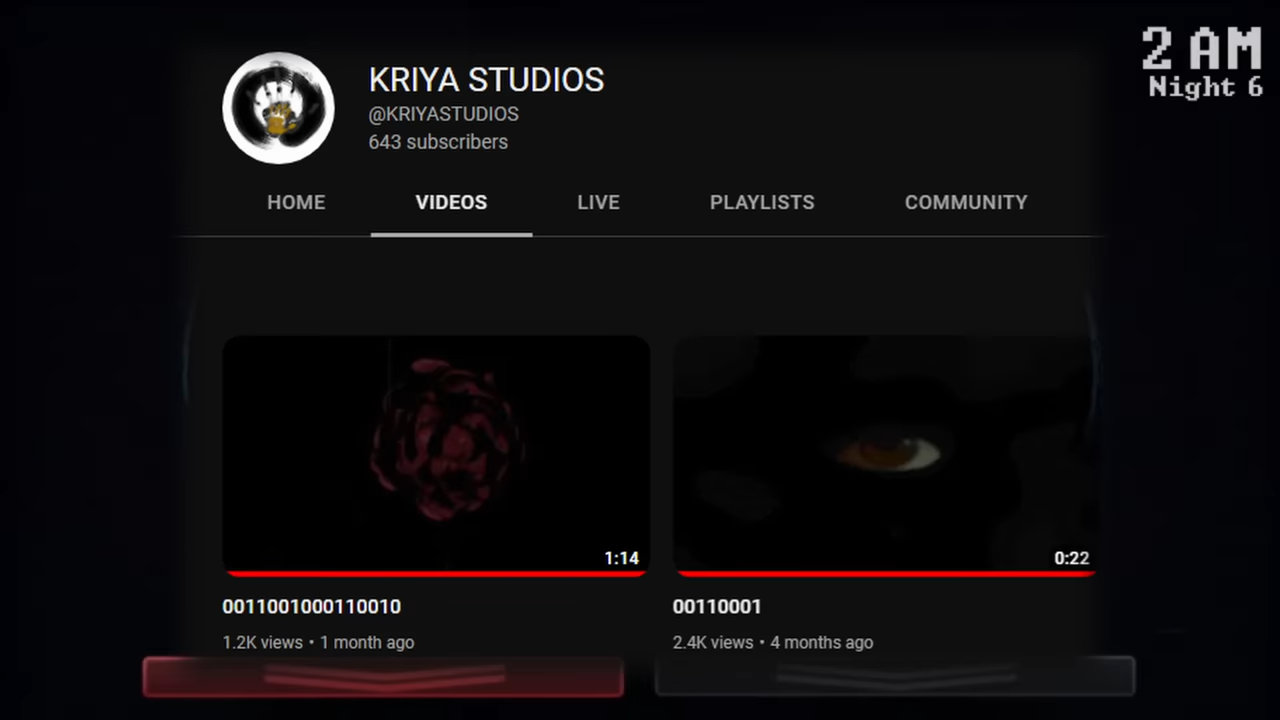 KRIYA STUDIOS
@KRIYASTUDIOS
643 subscribers
2 AM
Night 6
HOME VIDEOS LIVE PLAYLISTS COMMUNITY
1:14
0:22
0011001000110010
00110001
1.2K views • 1 month ago
2.4K views • 4 months ago